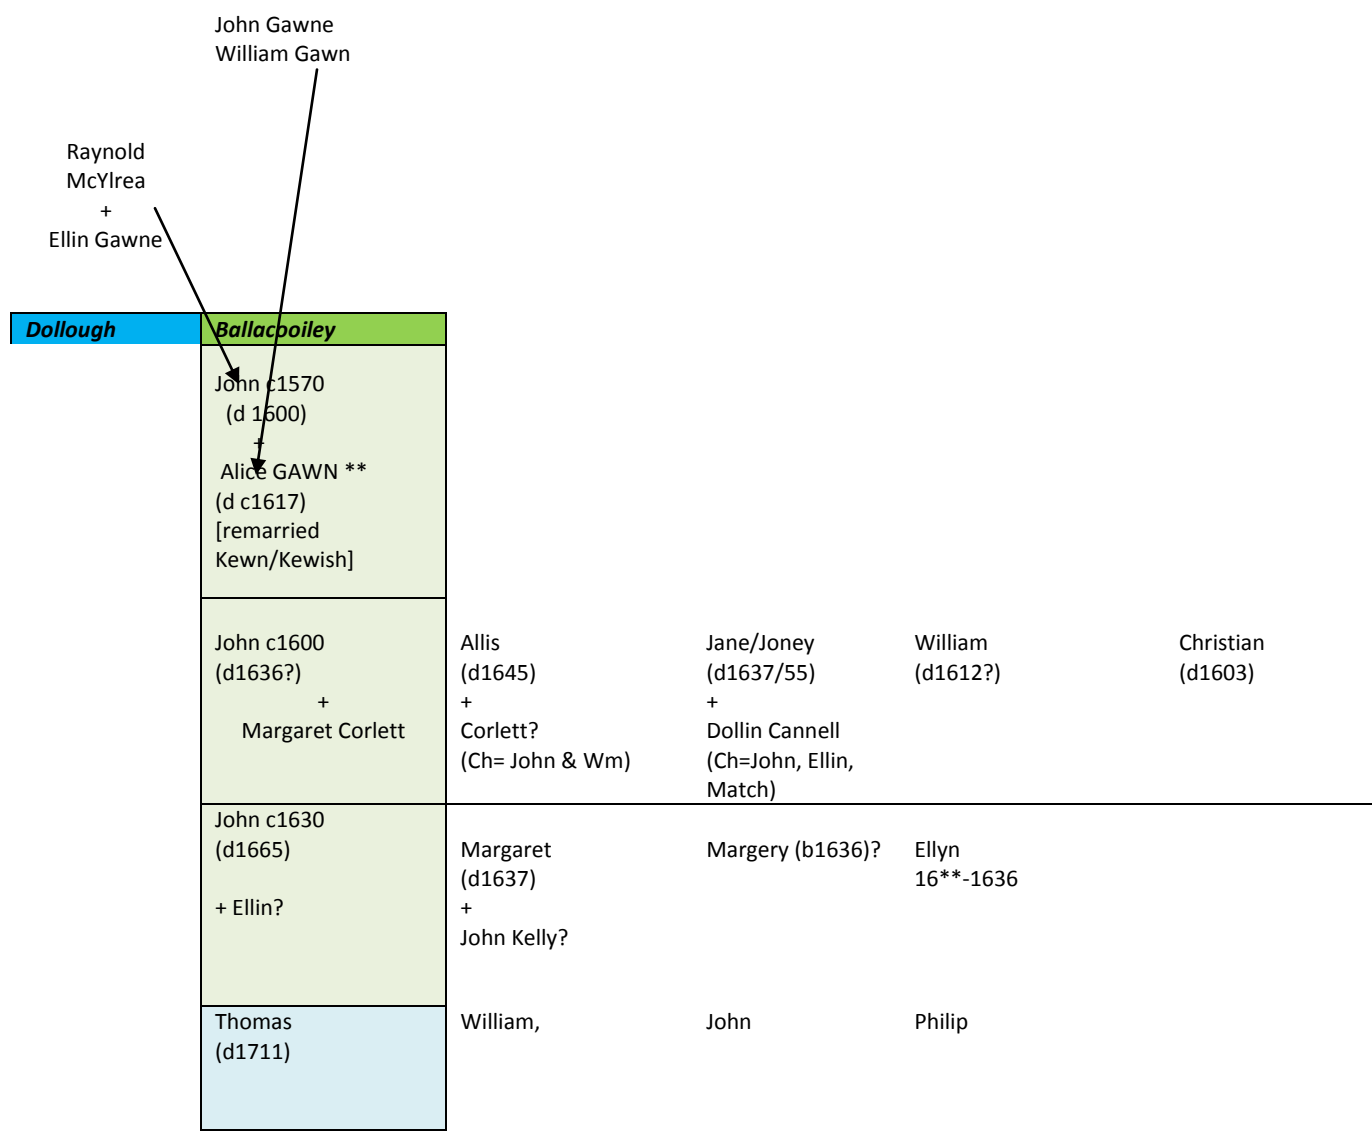 John Gawne
William Gawn
Raynold
McYlrea
+
Ellin Gawne
Dollough
Ballacooiley
John c1570
(d 1600)
+
Alice GAWN **
(d c1617)
[remarried
Kewn/Kewish]
John c1600
(d1636?)
+
Margaret Corlett
Allis
(d1645)
+
Corlett?
(Ch= John & Wm)
Jane/Joney
(d1637/55)
+
Dollin Cannell
(Ch=John, Ellin,
Match)
William
(d1612?)
Christian
(d1603)
John c1630
(d1665)
+ Ellin?
Margaret
(d1637)
+
John Kelly?
Margery (b1636)?
Ellyn
16**-1636
Thomas
(d1711)
William,
John
Philip